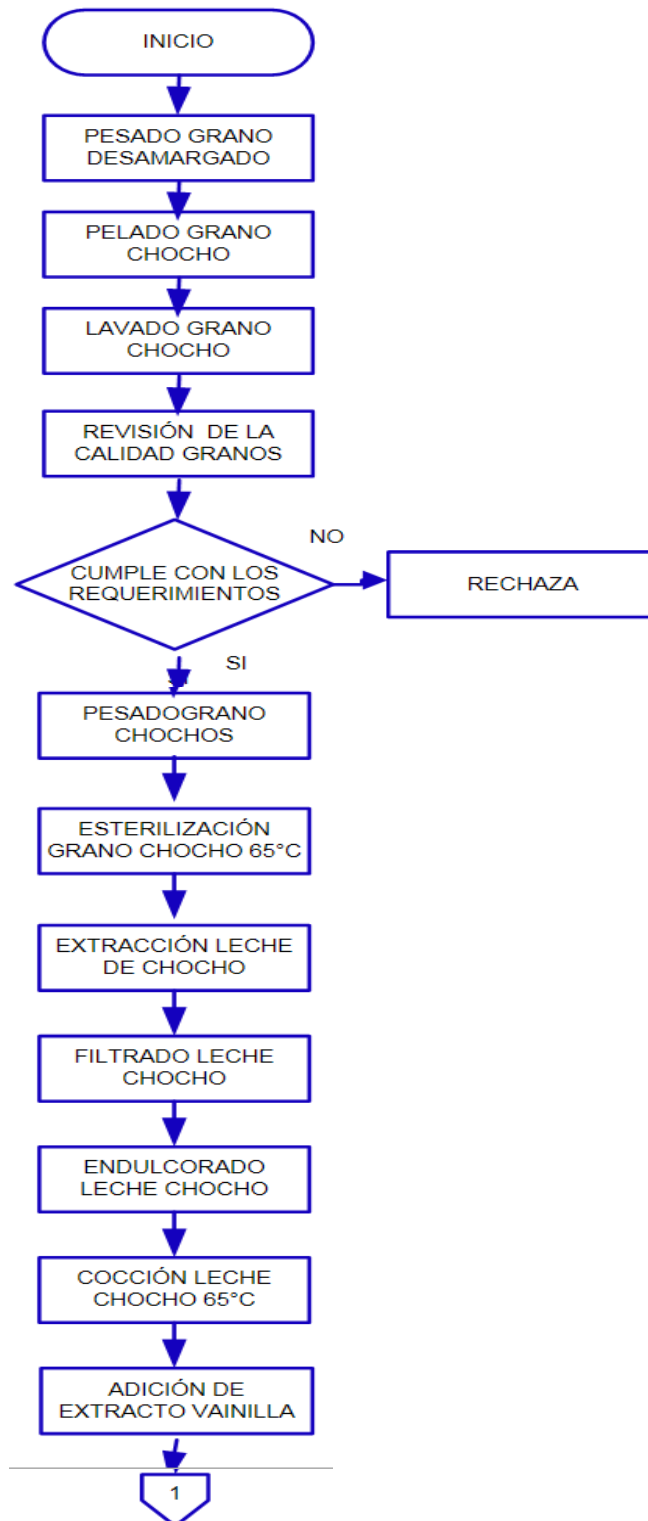 INICIO
PESADO GRANO
DESAMARGADO
PELADO GRANO
CHOCHO
LAVADO GRANO
CHOCHO
REVISIÓN DE LA
CALIDAD GRANOS
CUMPLE CON LOS
REQUERIMIENTOS
NO
RECHAZA
SI
PESADOGRANO
CHOCHOS
ESTERILIZACIÓN
GRANO CHOCHO 65°C
EXTRACCIÓN LECHE
DE CHOCHO
FILTRADO LECHE
CHOCHO
ENDULCORADO
LECHE CHOCHO
COCCIÓN LECHE
CHOCHO 65°C
ADICIÓN DE
EXTRACTO VAINILLA
1